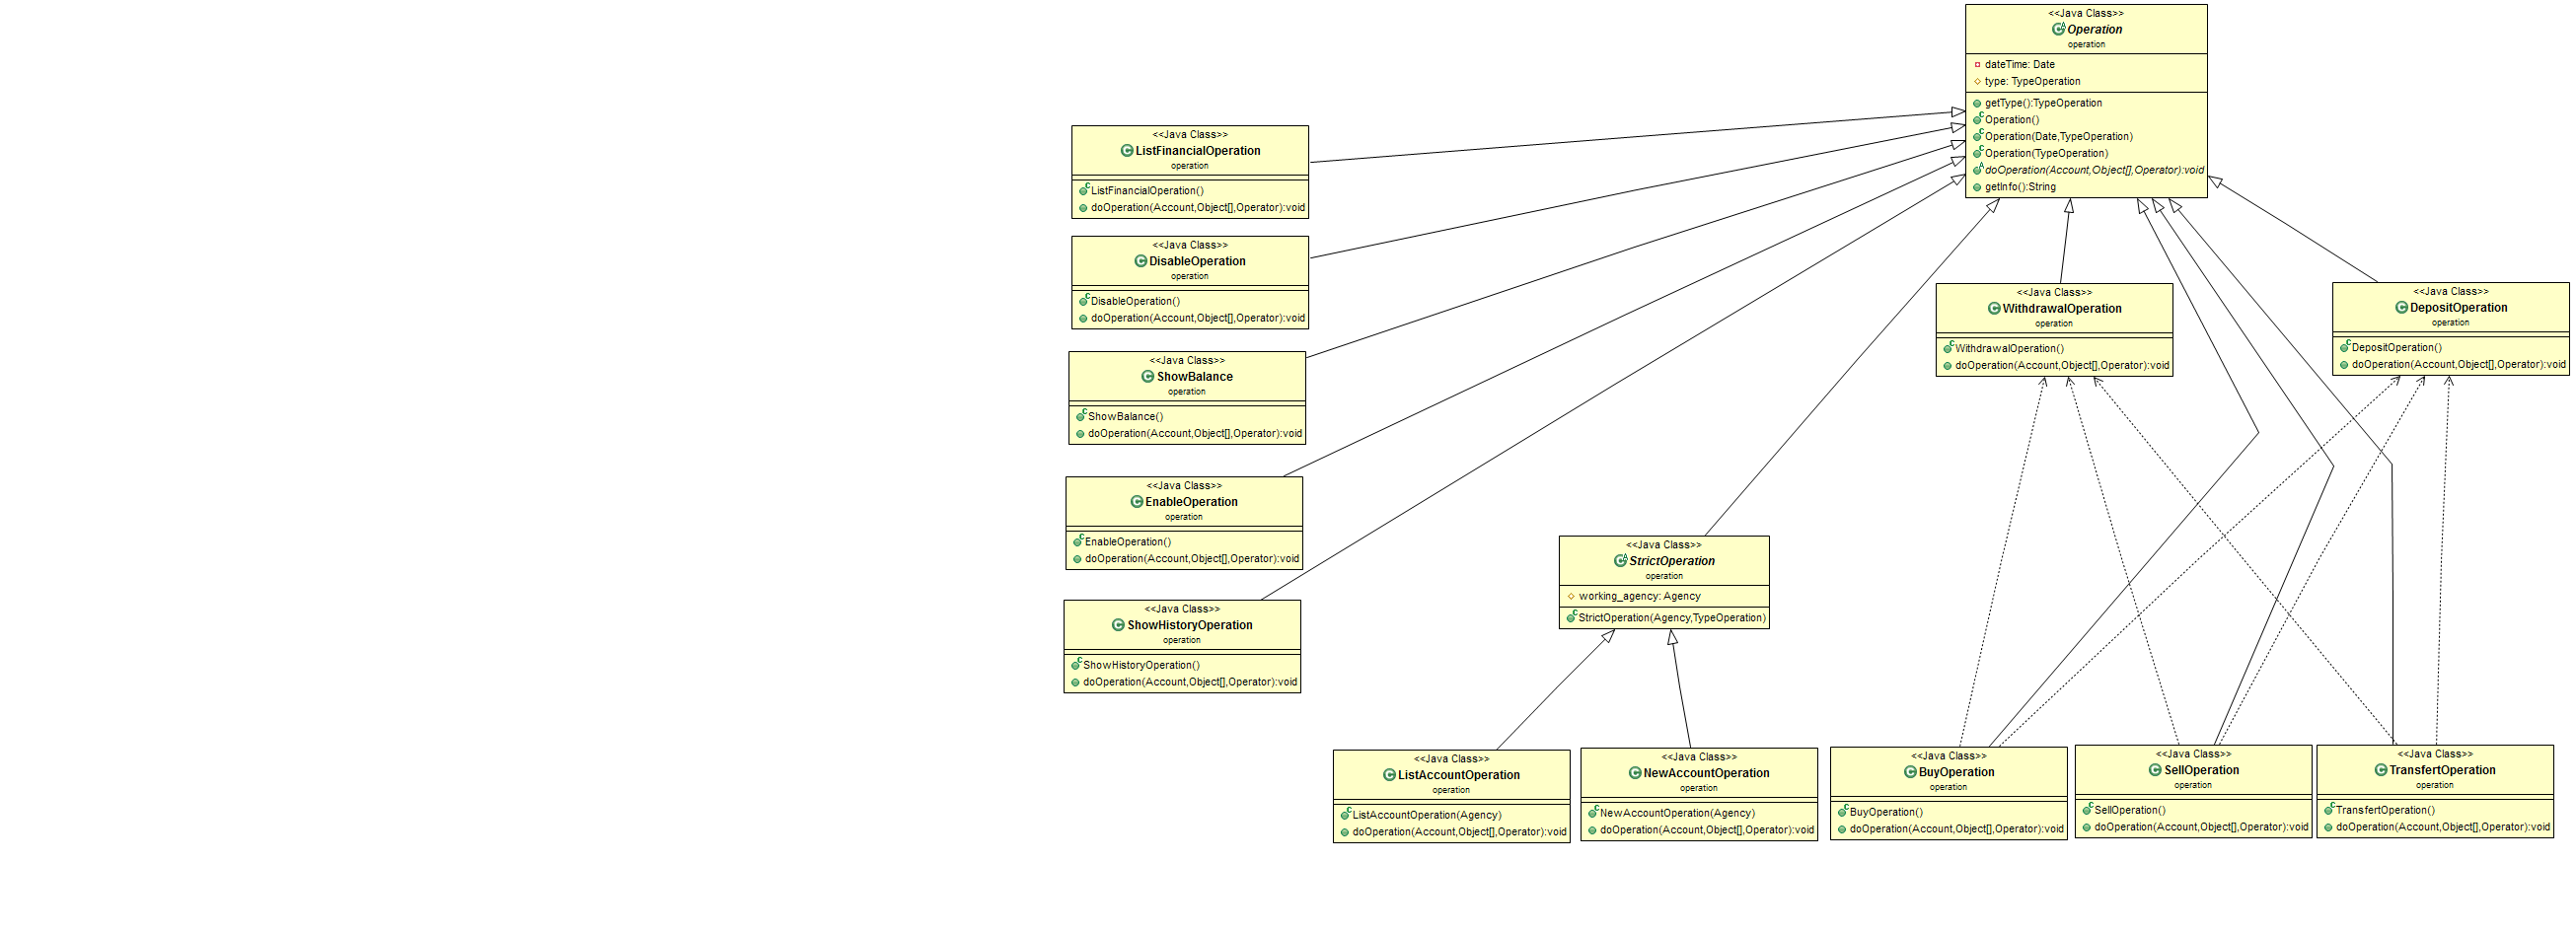 <<Java Class>>
Operation
operation
dateTime: Date
type: TypeOperation
getType():TypeOperation
Operation()
Operation(Date,TypeOperation)
Operation(TypeOperation)
doOperation(Account,Object[],Operator):void
getInfo():String
<<Java Class>>
ListFinancialOperation
operation
ListFinancialOperation()
doOperation(Account,Object[],Operator):void
<<Java Class>>
DisableOperation
operation
DisableOperation()
doOperation(Account,Object[],Operator):void
<<Java Class>>
WithdrawalOperation
operation
WithdrawalOperation()
doOperation(Account,Object[],Operator):void
<<Java Class>>
DepositOperation
operation
DepositOperation()
doOperation(Account,Object[],Operator):void
<<Java Class>>
ShowBalance
operation
ShowBalance()
doOperation(Account,Object[],Operator):void
<<Java Class>>
EnableOperation
operation
EnableOperation()
doOperation(Account,Object[],Operator):void
<<Java Class>>
StrictOperation
operation
working_agency: Agency
StrictOperation(Agency,TypeOperation)
<<Java Class>>
ShowHistoryOperation
operation
ShowHistoryOperation()
doOperation(Account,Object[],Operator):void
<<Java Class>>
ListAccountOperation
operation
ListAccountOperation(Agency)
doOperation(Account,Object[],Operator):void
<<Java Class>>
NewAccountOperation
operation
NewAccountOperation(Agency)
doOperation(Account,Object[],Operator):void
<<Java Class>>
BuyOperation
operation
BuyOperation()
doOperation(Account,Object[],Operator):void
<<Java Class>>
SellOperation
operation
SellOperation()
doOperation(Account,Object[],Operator):void
<<Java Class>>
TransfertOperation
operation
TransfertOperation()
doOperation(Account,Object[],Operator):void